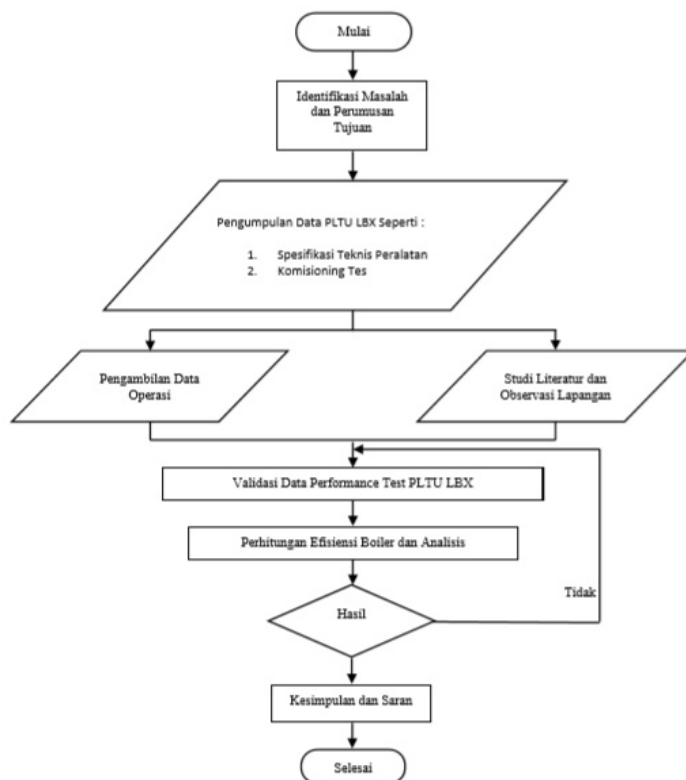 Mulai
Identifikasi Masalah
dan Perumusan
Tujuan
Pengumpulan Data PLTU LBX Seperti :
1. Spesifikasi Teknis Peralatan
2. Komisioning Tes
Pengambilan Data
Operasi
Studi Literatur dan
Observasi Lapangan
Validasi Data Performance Test PLTU LBX
Perhitungan Efisiensi Boiler dan Analisis
Tidak
Hasil
Kesimpulan dan Saran
Selesai